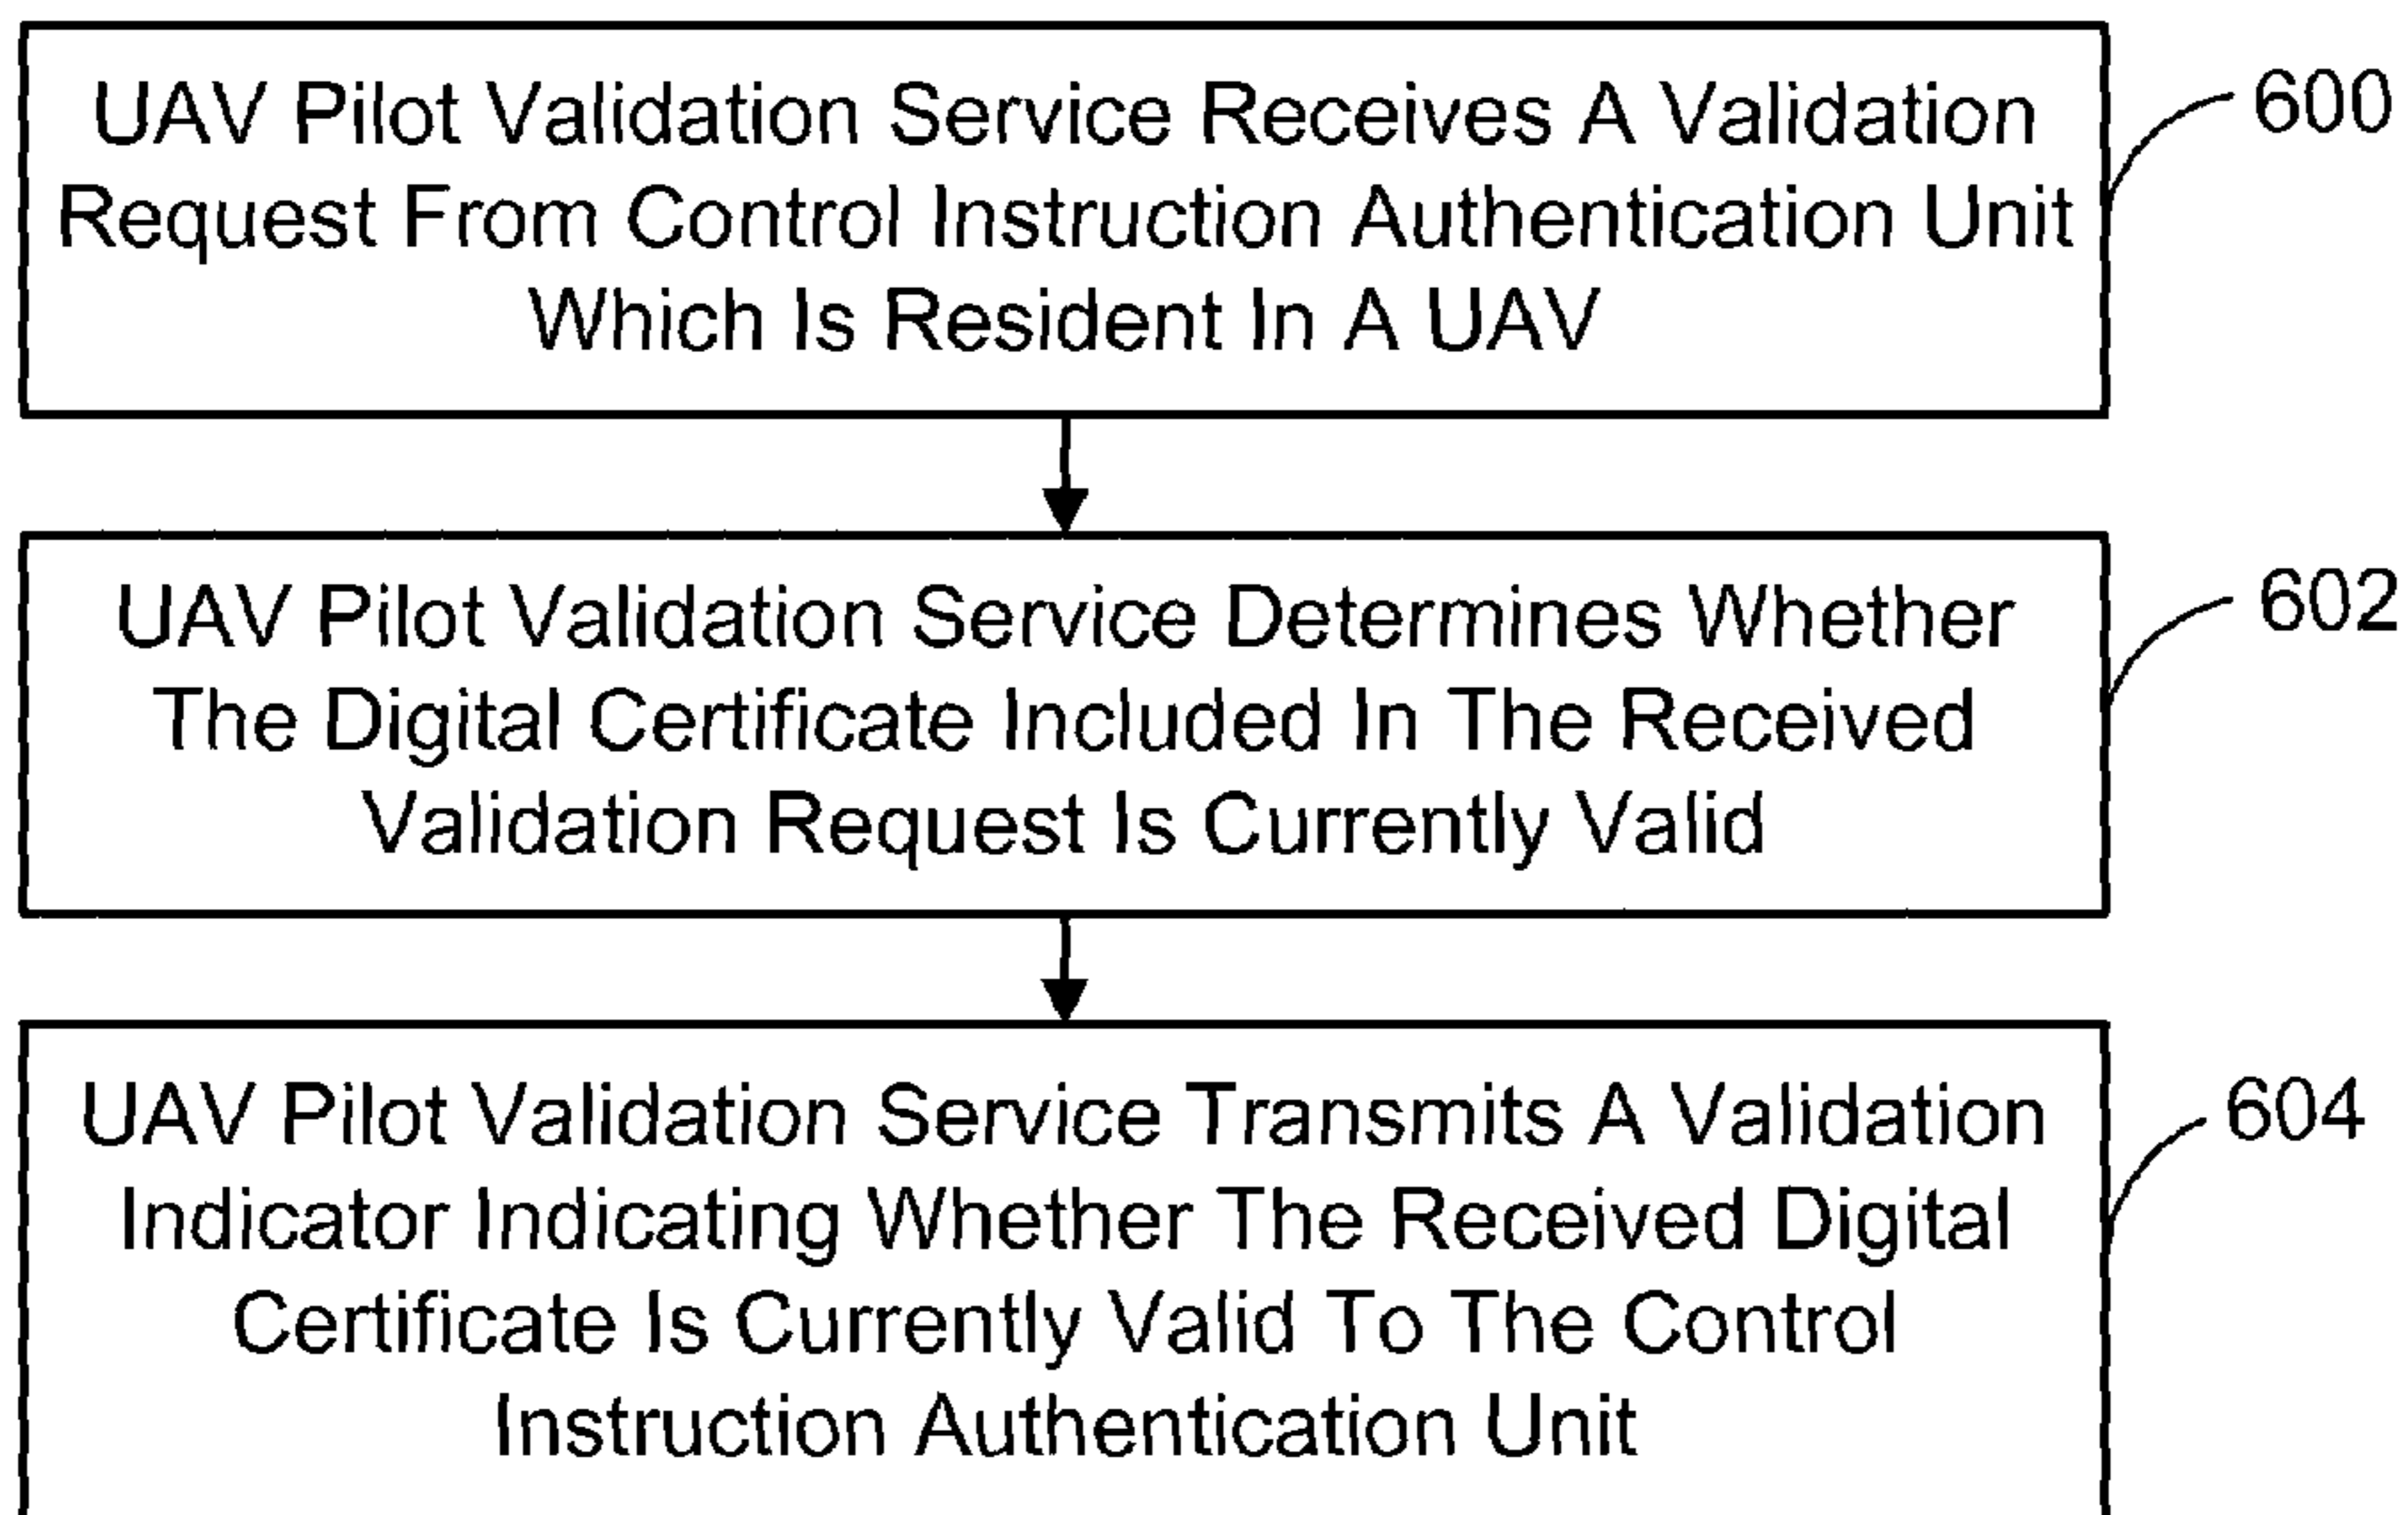 UAV Pilot Validation Service Receives A Validation
Request From Control Instruction Authentication Unit
Which Is Resident In A UAV
600
UAV Pilot Validation Service Determines Whether
The Digital Certificate Included In The Received
Validation Request Is Currently Valid
602
UAV Pilot Validation Service Transmits A Validation
Indicator Indicating Whether The Received Digital
Certificate Is Currently Valid To The Control
Instruction Authentication Unit
604